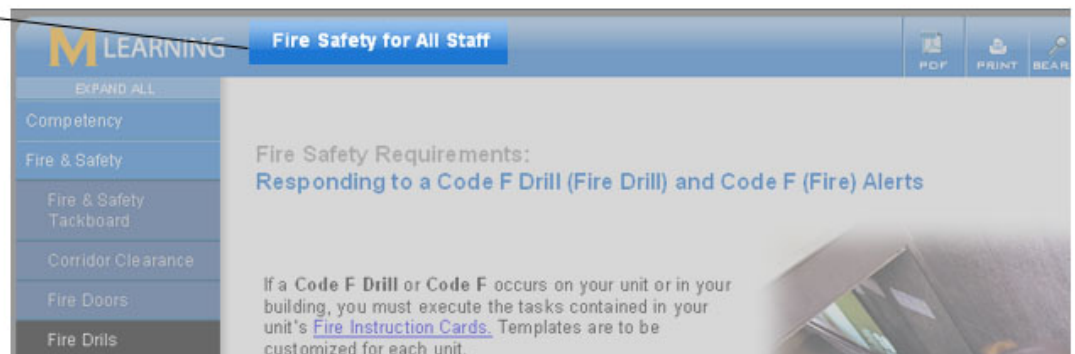 M LEARNING
Fire Safety for All Staff
PDF
PRINT
SEAR
EXPAND ALL
Competency
Fire & Safety
Fire & Safety
Tackboard
Corridor Clearance
Fire Doors
Fire Drils
Fire Safety Requirements:
Responding to a Code F Drill (Fire Drill) and Code F (Fire) Alerts
If a Code F Drill or Code F occurs on your unit or in your
building, you must execute the tasks contained in your
unit's Fire Instruction Cards. Templates are to be
customized for each unit.